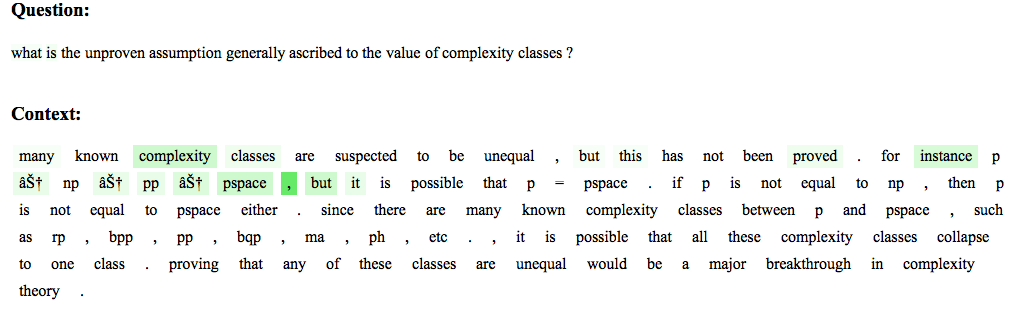 Question:
what is the unproven assumption generally ascribed to the value of complexity classes ?
Context:
many known complexity classes are suspected to be unequal , but this has not been proved . for instance p
âŠ† np âŠ† pp âŠ† pspace , but it is possible that p = pspace . if p is not equal to np , then p
is not equal to pspace either . since there are many known complexity classes between p and pspace , such
as rp , bpp , pp , bqp , ma , ph , etc . , it is possible that all these complexity classes collapse
to one class . proving that any of these classes are unequal would be a major breakthrough in complexity
theory .